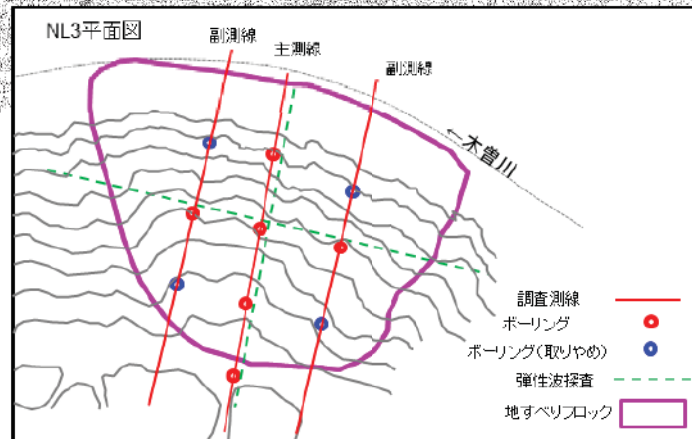 NL3平面図
副測線
主測線
副測線
←木曽川
調査測線
ボーリング
ボーリング(取りやめ)
弾性波探査
地すべりブロック